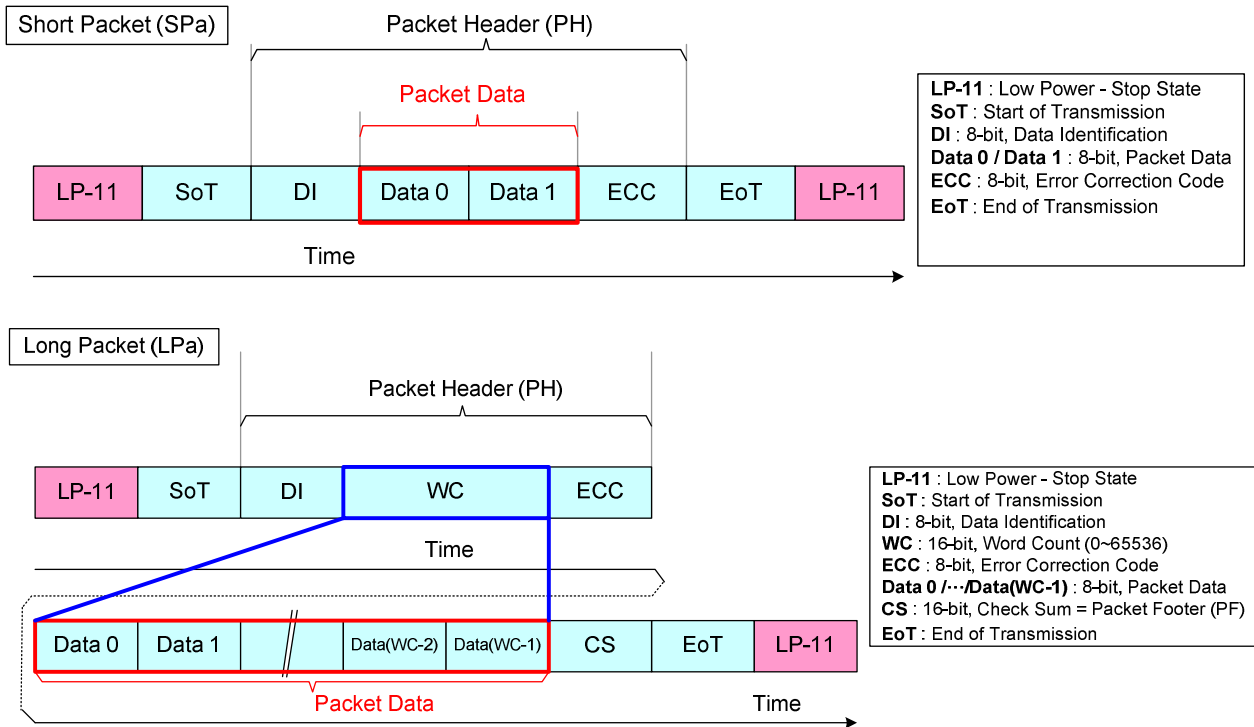 Short Packet (SPa)
Packet Header (PH)
Packet Data
LP-11 SoT DI Data 0 Data 1 ECC EoT LP-11
Time
LP-11 : Low Power - Stop State
SoT : Start of Transmission
DI : 8-bit, Data Identification
Data 0 / Data 1 : 8-bit, Packet Data
ECC : 8-bit, Error Correction Code
EoT : End of Transmission
Long Packet (LPa)
Packet Header (PH)
LP-11 SoT DI WC ECC
Time
Data 0 Data 1 Data(WC-2) Data(WC-1) CS EoT LP-11
Packet Data
Time
LP-11 : Low Power - Stop State
SoT : Start of Transmission
DI : 8-bit, Data Identification
WC : 16-bit, Word Count (0~65536)
ECC : 8-bit, Error Correction Code
Data 0 /···/Data(WC-1) : 8-bit, Packet Data
CS : 16-bit, Check Sum = Packet Footer (PF)
EoT : End of Transmission